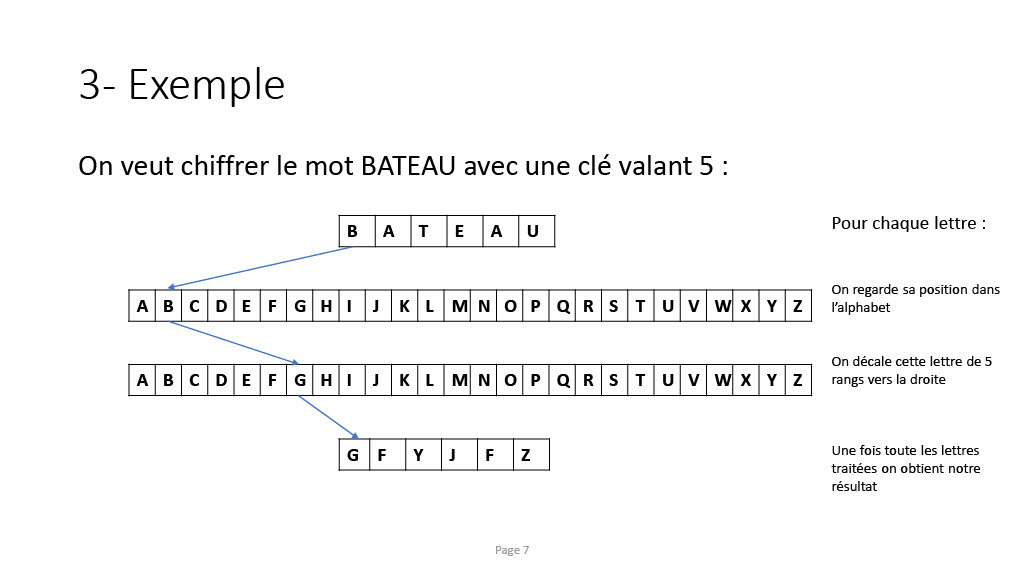 3- Exemple
On veut chiffrer le mot BATEAU avec une clé valant 5 :
B A T E A U
Pour chaque lettre :
A B C D E F G H I J K L M N O P Q R S T U V W X Y Z
On regarde sa position dans
l’alphabet
A B C D E F G H I J K L M N O P Q R S T U V W X Y Z
On décale cette lettre de 5
rangs vers la droite
G F Y J F Z
Une fois toute les lettres
traitées on obtient notre
résultat
Page 7